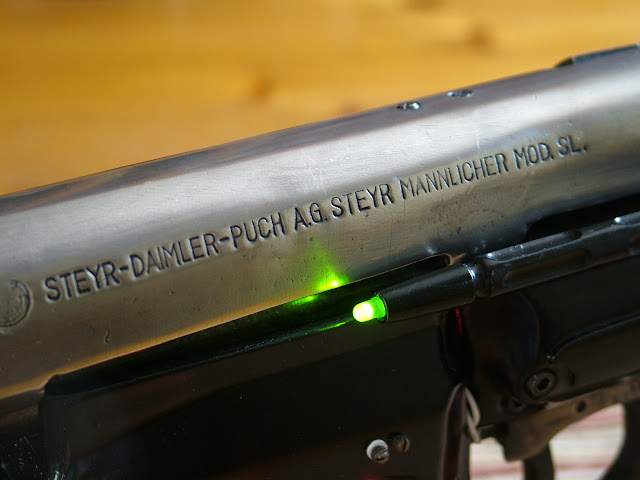 STEYR-DAIMLER-PUCH A.G. STEYR MANNLICHER MOD. SL.